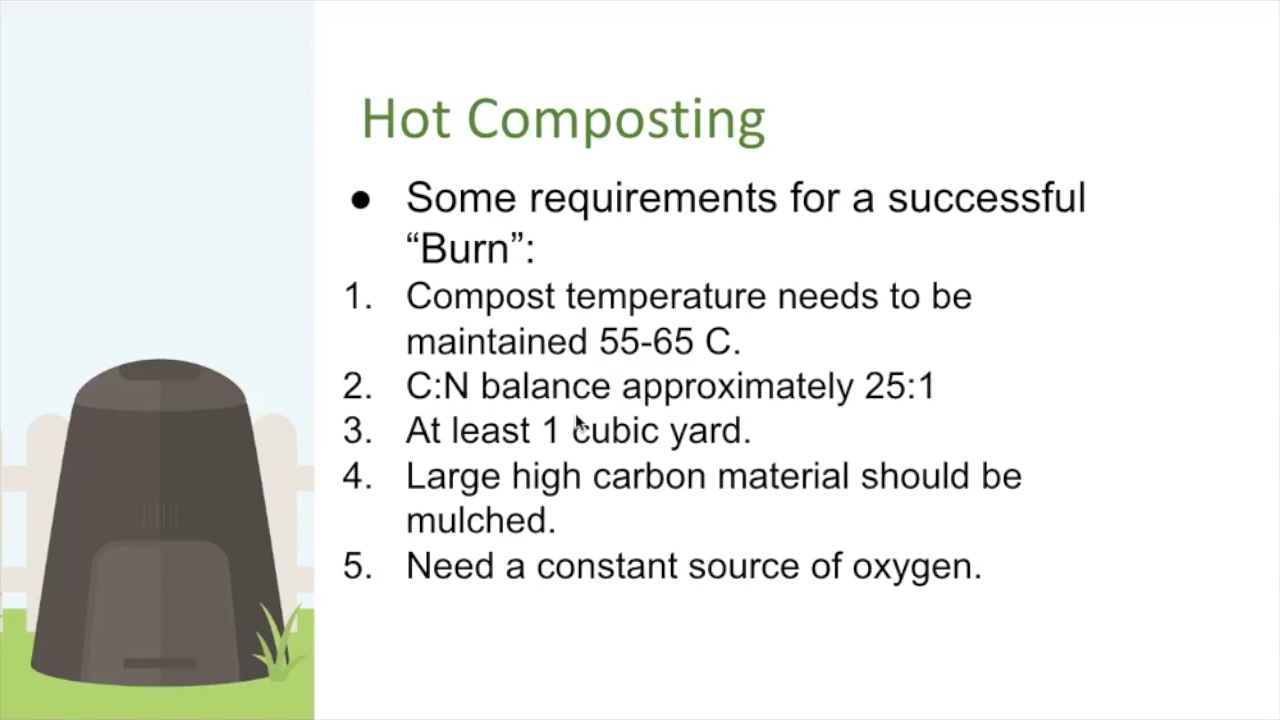 Hot Composting
● Some requirements for a successful
“Burn”:
1. Compost temperature needs to be
maintained 55-65 C.
2. C:N balance approximately 25:1
3. At least 1 cubic yard.
4. Large high carbon material should be
mulched.
5. Need a constant source of oxygen.